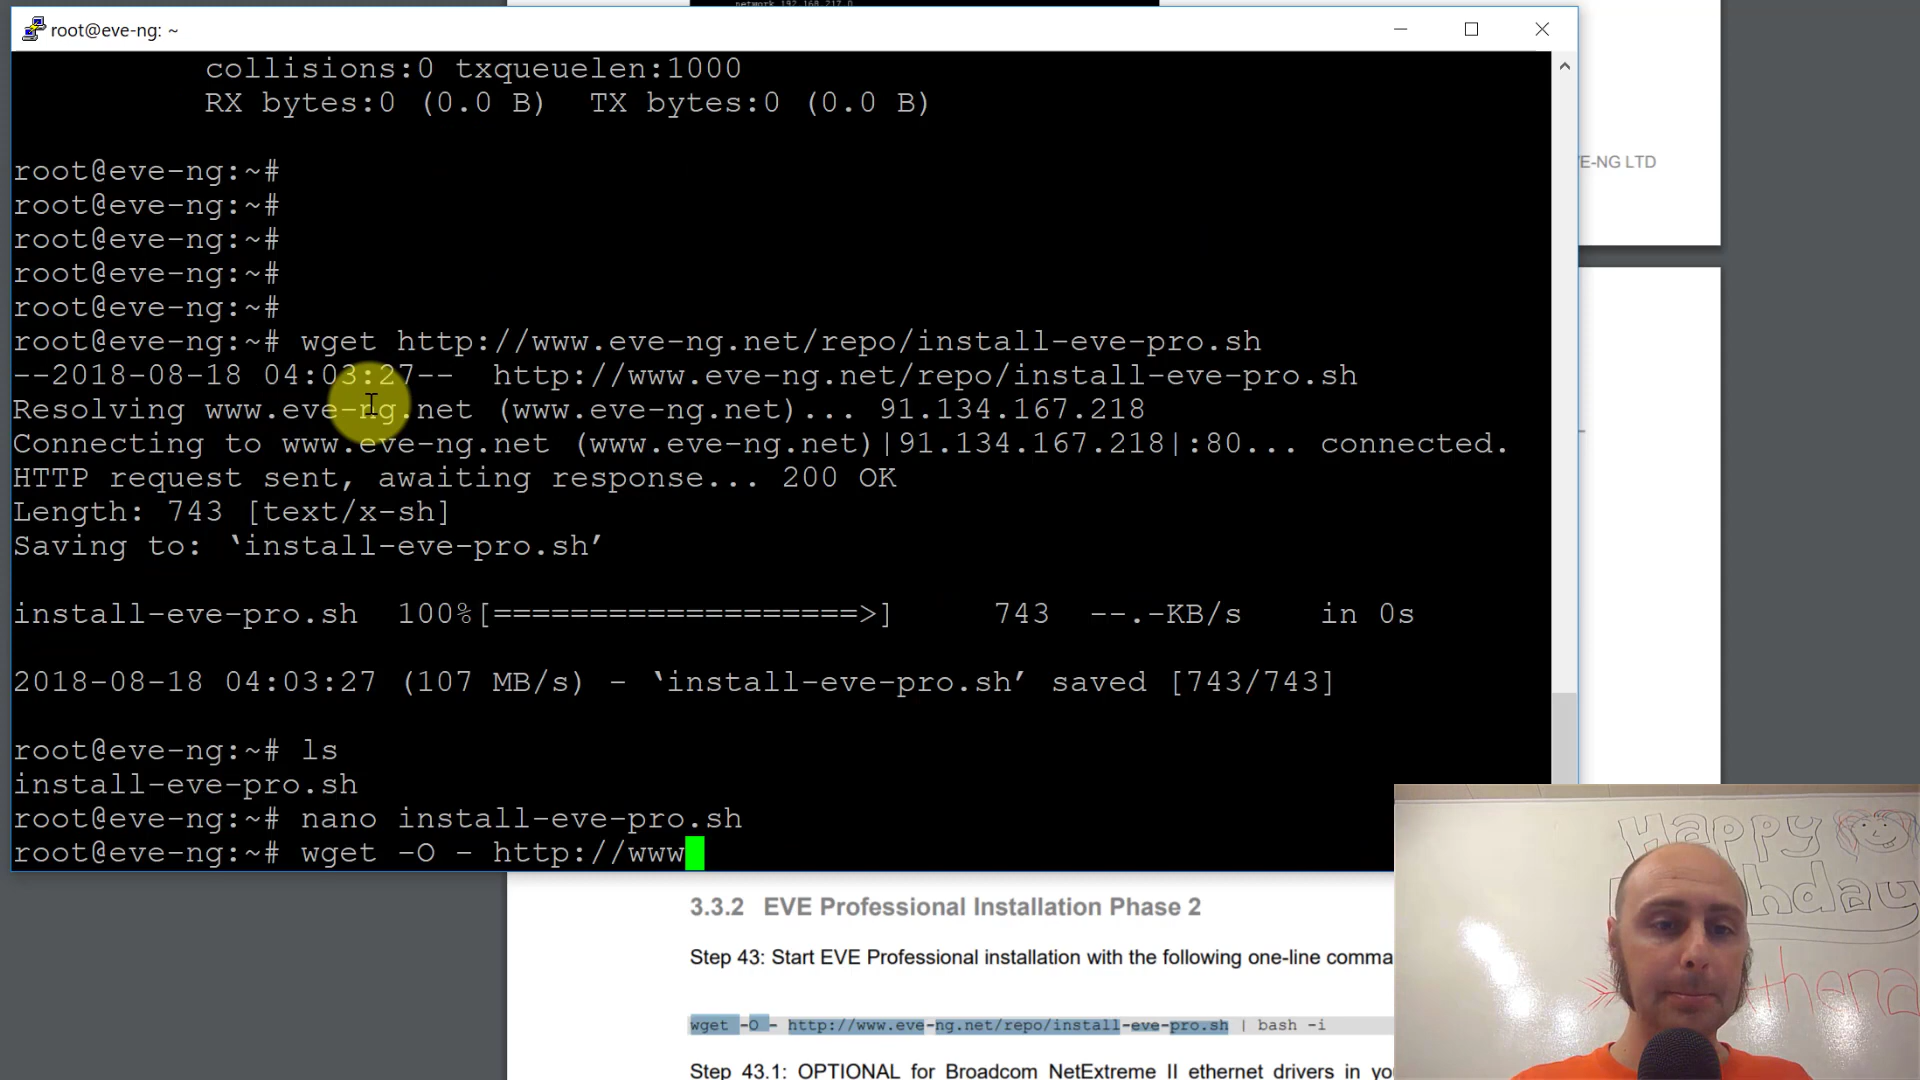 network 192.168.217.0
root@eve-ng: ~
E-NG LTD
collisions:0 txqueuelen:1000
RX bytes:0 (0.0 B) TX bytes:0 (0.0 B)
root@eve-ng:~#
root@eve-ng:~#
root@eve-ng:~#
root@eve-ng:~#
root@eve-ng:~#
root@eve-ng:~# wget http://www.eve-ng.net/repo/install-eve-pro.sh
--2018-08-18 04:03:27-- http://www.eve-ng.net/repo/install-eve-pro.sh
Resolving www.eve-ng.net (www.eve-ng.net)... 91.134.167.218
Connecting to www.eve-ng.net (www.eve-ng.net)|91.134.167.218|:80... connected.
HTTP request sent, awaiting response... 200 OK
Length: 743 [text/x-sh]
Saving to: ‘install-eve-pro.sh’
install-eve-pro.sh 100%[===================>] 743 --.-KB/s in 0s
2018-08-18 04:03:27 (107 MB/s) - ‘install-eve-pro.sh’ saved [743/743]
root@eve-ng:~# ls
install-eve-pro.sh
root@eve-ng:~# nano install-eve-pro.sh
root@eve-ng:~# wget -O - http://www
3.3.2 EVE Professional Installation Phase 2
Step 43: Start EVE Professional installation with the following one-line comma
wget -O - http://www.eve-ng.net/repo/install-eve-pro.sh | bash -i
Step 43.1: OPTIONAL for Broadcom NetExtreme II ethernet drivers in yo
Happy